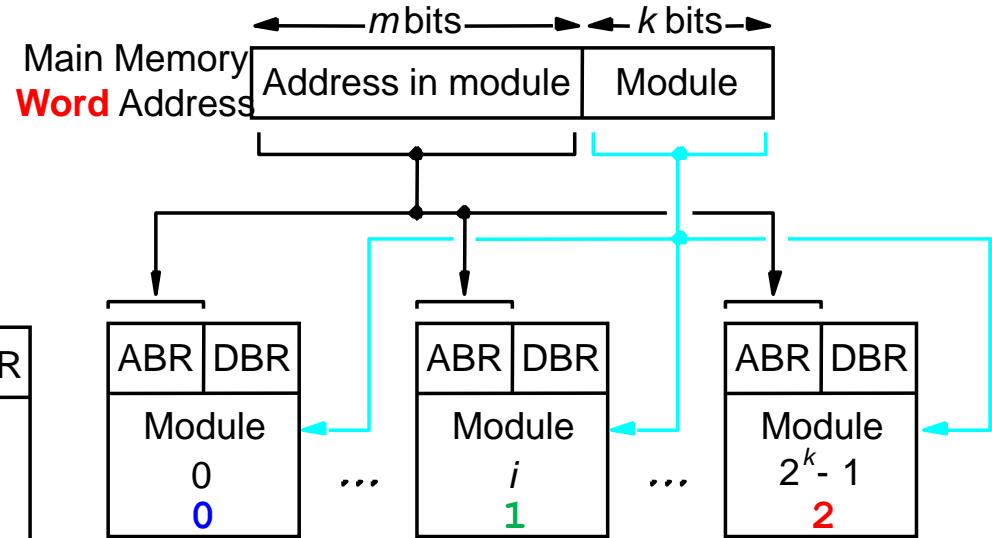 m bits k bits
Main Memory
Word Address
Address in module Module
R
ABR DBR ABR DBR ABR DBR
Module Module Module
0 ... i ... 2^k - 1
0 1 2